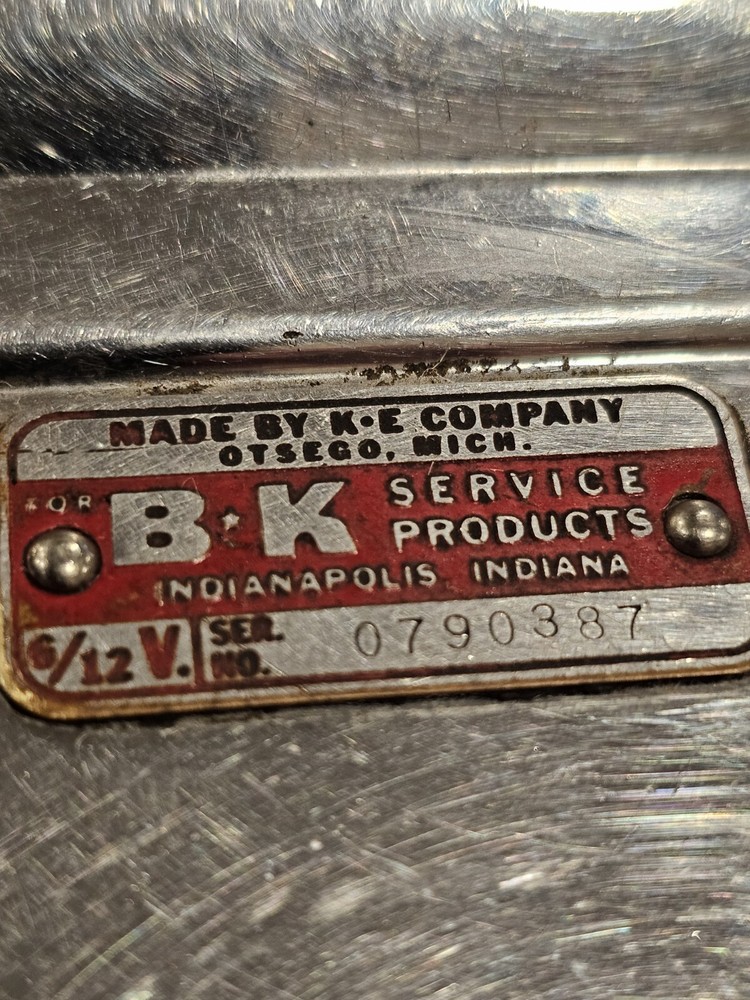 MADE BY K·E COMPANY
OTSEGO, MICH.
FOR B★K SERVICE PRODUCTS
INDIANAPOLIS INDIANA
6/12 V. SER. NO. 0790387